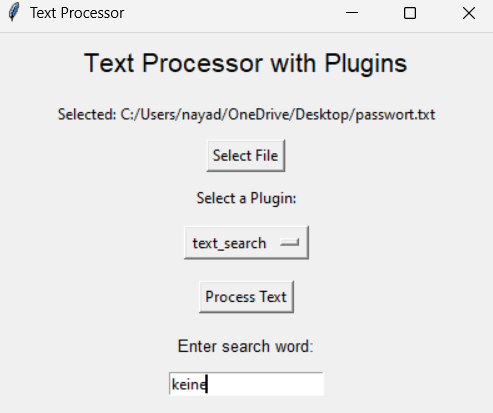 Text Processor
Text Processor with Plugins
Selected: C:/Users/nayad/OneDrive/Desktop/passwort.txt
Select File
Select a Plugin:
text_search
Process Text
Enter search word:
keine